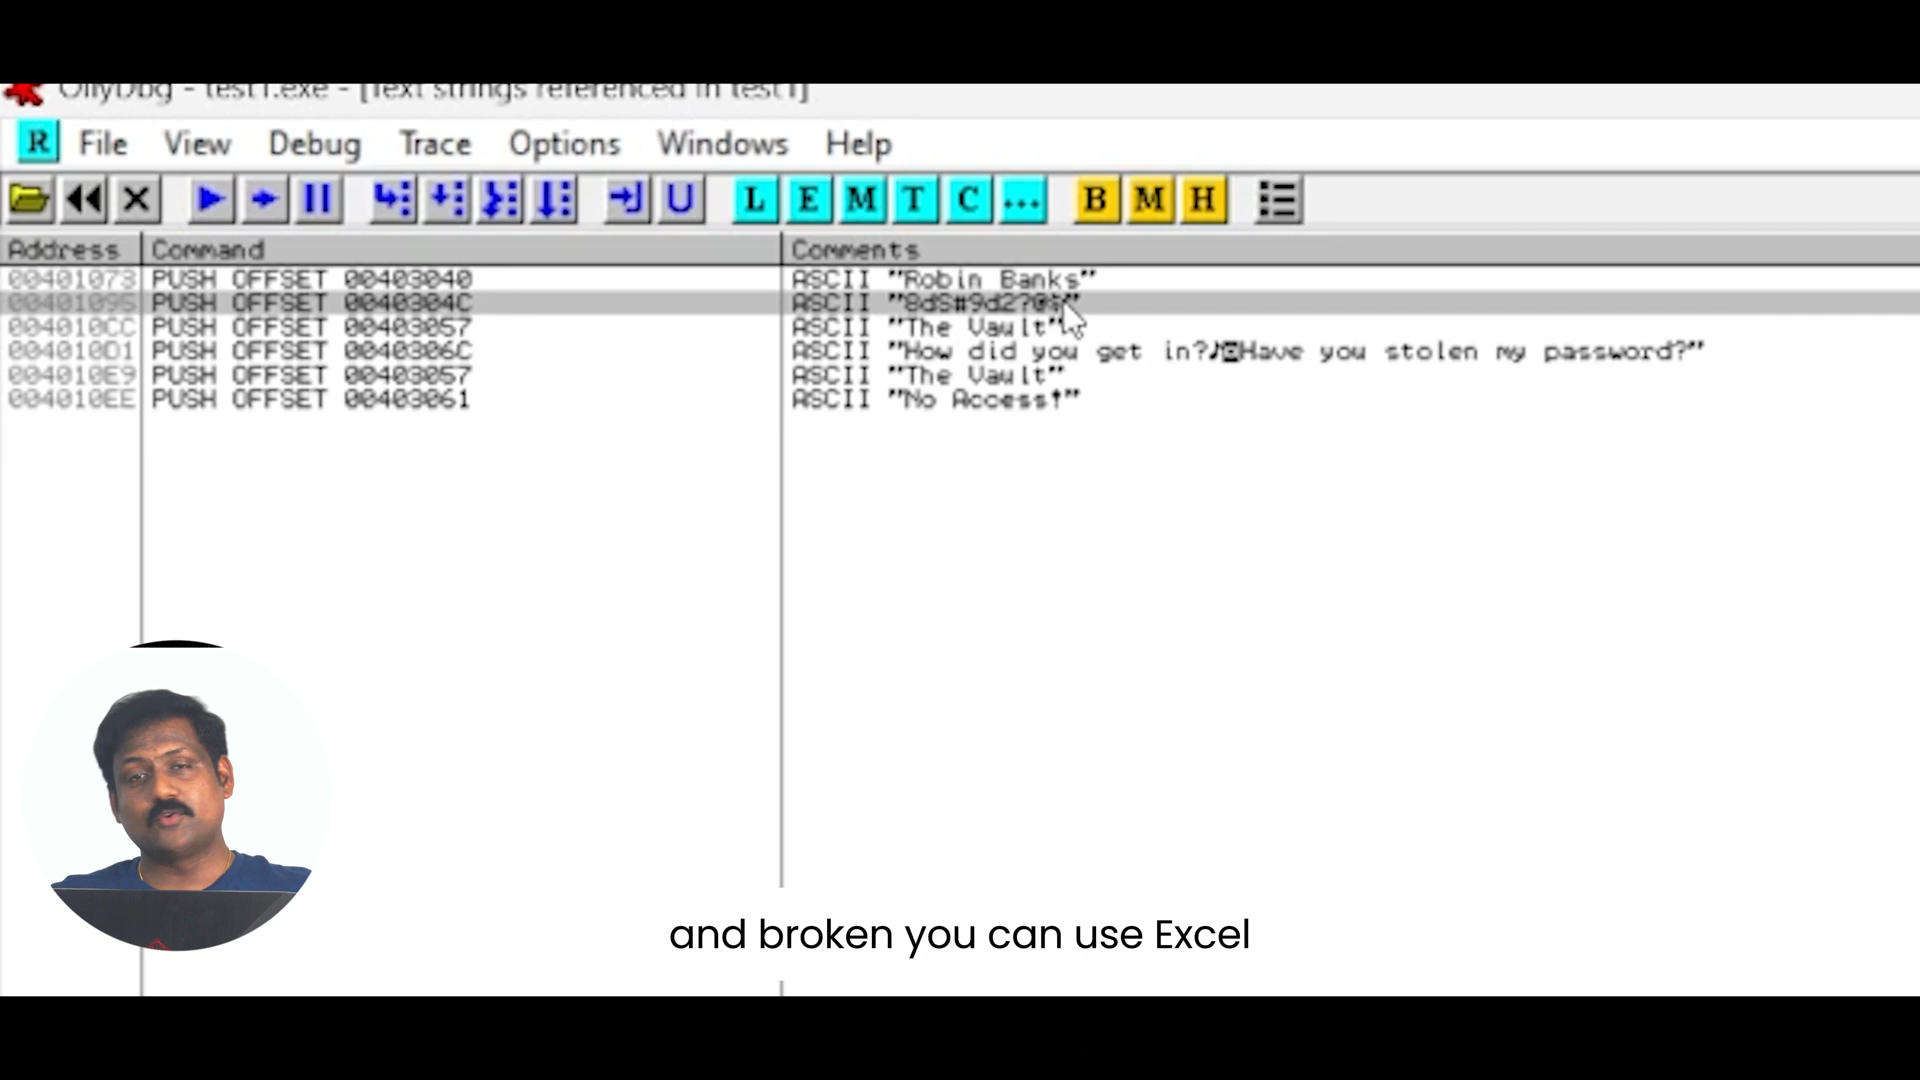 OllyDbg - test1.exe - [Text strings referenced in test1]
R File View Debug Trace Options Windows Help
U L E M T C ... B M H
Address Command Comments
00401073 PUSH OFFSET 00403040 ASCII "Robin Banks"
00401095 PUSH OFFSET 0040304C ASCII "8dS#9d2?@$"
004010CC PUSH OFFSET 00403057 ASCII "The Vault"
004010D1 PUSH OFFSET 0040306C ASCII "How did you get in?♪◙Have you stolen my password?"
004010E9 PUSH OFFSET 00403057 ASCII "The Vault"
004010EE PUSH OFFSET 00403061 ASCII "No Access!"
and broken you can use Excel